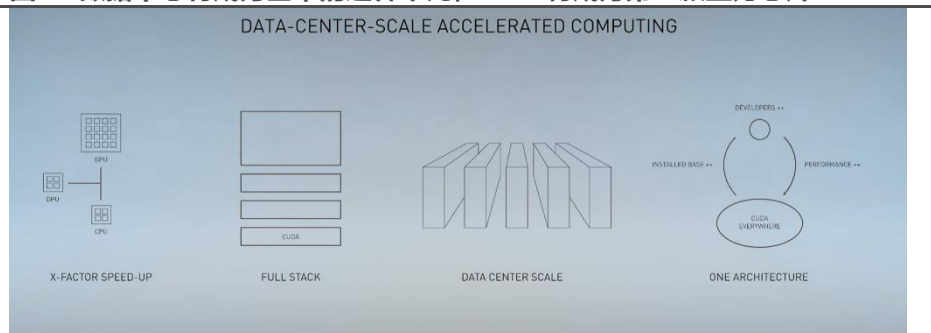 DATA-CENTER-SCALE ACCELERATED COMPUTING
GPU
DPU
CPU
X-FACTOR SPEED-UP
CUDA
FULL STACK
DATA CENTER SCALE
DEVELOPERS ++
INSTALLED BASE ++
PERFORMANCE ++
CUDA
EVERYWHERE
ONE ARCHITECTURE